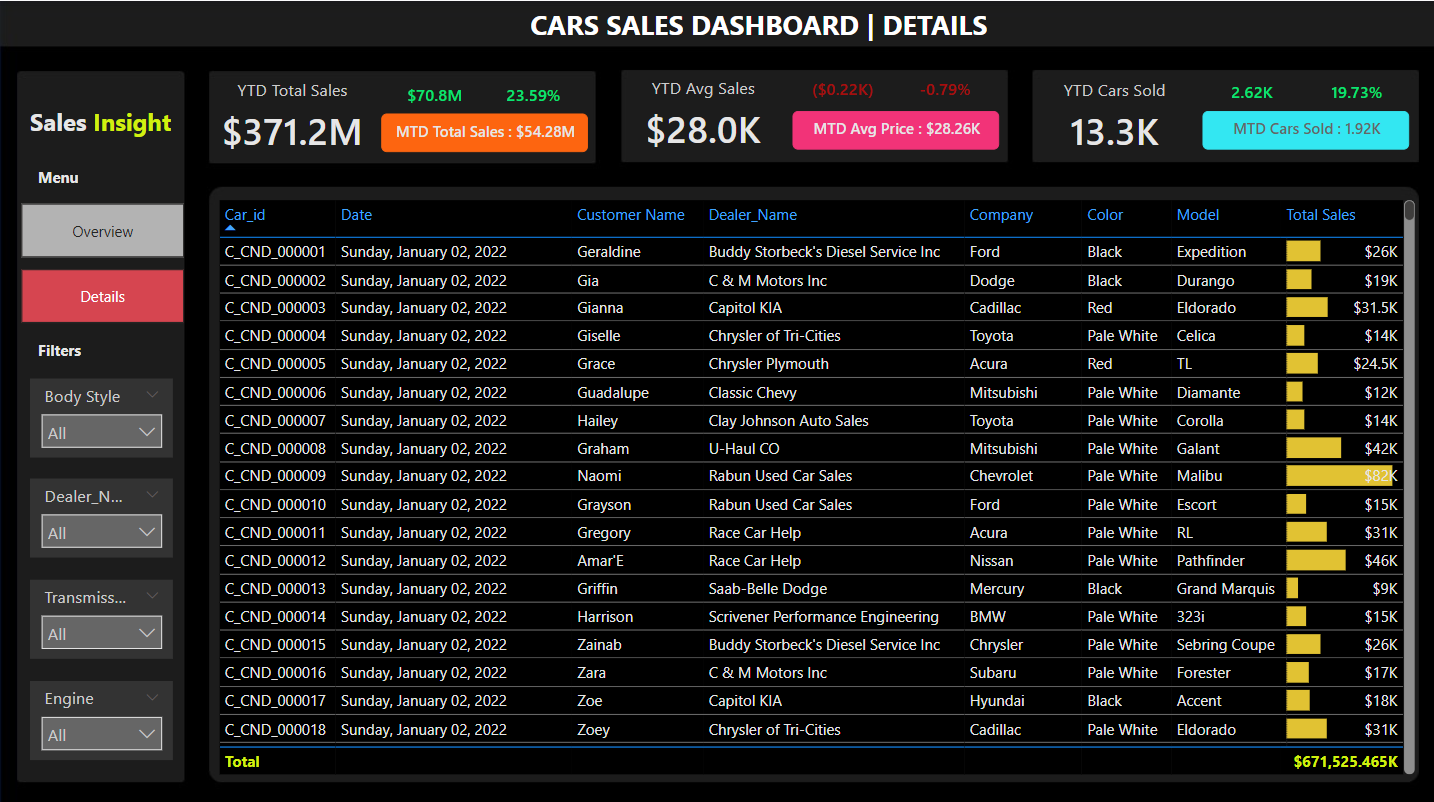 CARS SALES DASHBOARD | DETAILS
Sales Insight
Menu
Overview
Details
Filters
Body Style
All
Dealer_N...
All
Transmiss...
All
Engine
All
YTD Total Sales
$70.8M 23.59%
$371.2M
MTD Total Sales : $54.28M
YTD Avg Sales
($0.22K) -0.79%
$28.0K
MTD Avg Price : $28.26K
YTD Cars Sold
2.62K 19.73%
13.3K
MTD Cars Sold : 1.92K
Car_id Date Customer Name Dealer_Name Company Color Model Total Sales
C_CND_000001 Sunday, January 02, 2022 Geraldine Buddy Storbeck's Diesel Service Inc Ford Black Expedition $26K
C_CND_000002 Sunday, January 02, 2022 Gia C & M Motors Inc Dodge Black Durango $19K
C_CND_000003 Sunday, January 02, 2022 Gianna Capitol KIA Cadillac Red Eldorado $31.5K
C_CND_000004 Sunday, January 02, 2022 Giselle Chrysler of Tri-Cities Toyota Pale White Celica $14K
C_CND_000005 Sunday, January 02, 2022 Grace Chrysler Plymouth Acura Red TL $24.5K
C_CND_000006 Sunday, January 02, 2022 Guadalupe Classic Chevy Mitsubishi Pale White Diamante $12K
C_CND_000007 Sunday, January 02, 2022 Hailey Clay Johnson Auto Sales Toyota Pale White Corolla $14K
C_CND_000008 Sunday, January 02, 2022 Graham U-Haul CO Mitsubishi Pale White Galant $42K
C_CND_000009 Sunday, January 02, 2022 Naomi Rabun Used Car Sales Chevrolet Pale White Malibu $82K
C_CND_000010 Sunday, January 02, 2022 Grayson Rabun Used Car Sales Ford Pale White Escort $15K
C_CND_000011 Sunday, January 02, 2022 Gregory Race Car Help Acura Pale White RL $31K
C_CND_000012 Sunday, January 02, 2022 Amar'E Race Car Help Nissan Pale White Pathfinder $46K
C_CND_000013 Sunday, January 02, 2022 Griffin Saab-Belle Dodge Mercury Black Grand Marquis $9K
C_CND_000014 Sunday, January 02, 2022 Harrison Scrivener Performance Engineering BMW Pale White 323i $15K
C_CND_000015 Sunday, January 02, 2022 Zainab Buddy Storbeck's Diesel Service Inc Chrysler Pale White Sebring Coupe $26K
C_CND_000016 Sunday, January 02, 2022 Zara C & M Motors Inc Subaru Pale White Forester $17K
C_CND_000017 Sunday, January 02, 2022 Zoe Capitol KIA Hyundai Black Accent $18K
C_CND_000018 Sunday, January 02, 2022 Zoey Chrysler of Tri-Cities Cadillac Pale White Eldorado $31K
Total $671,525.465K